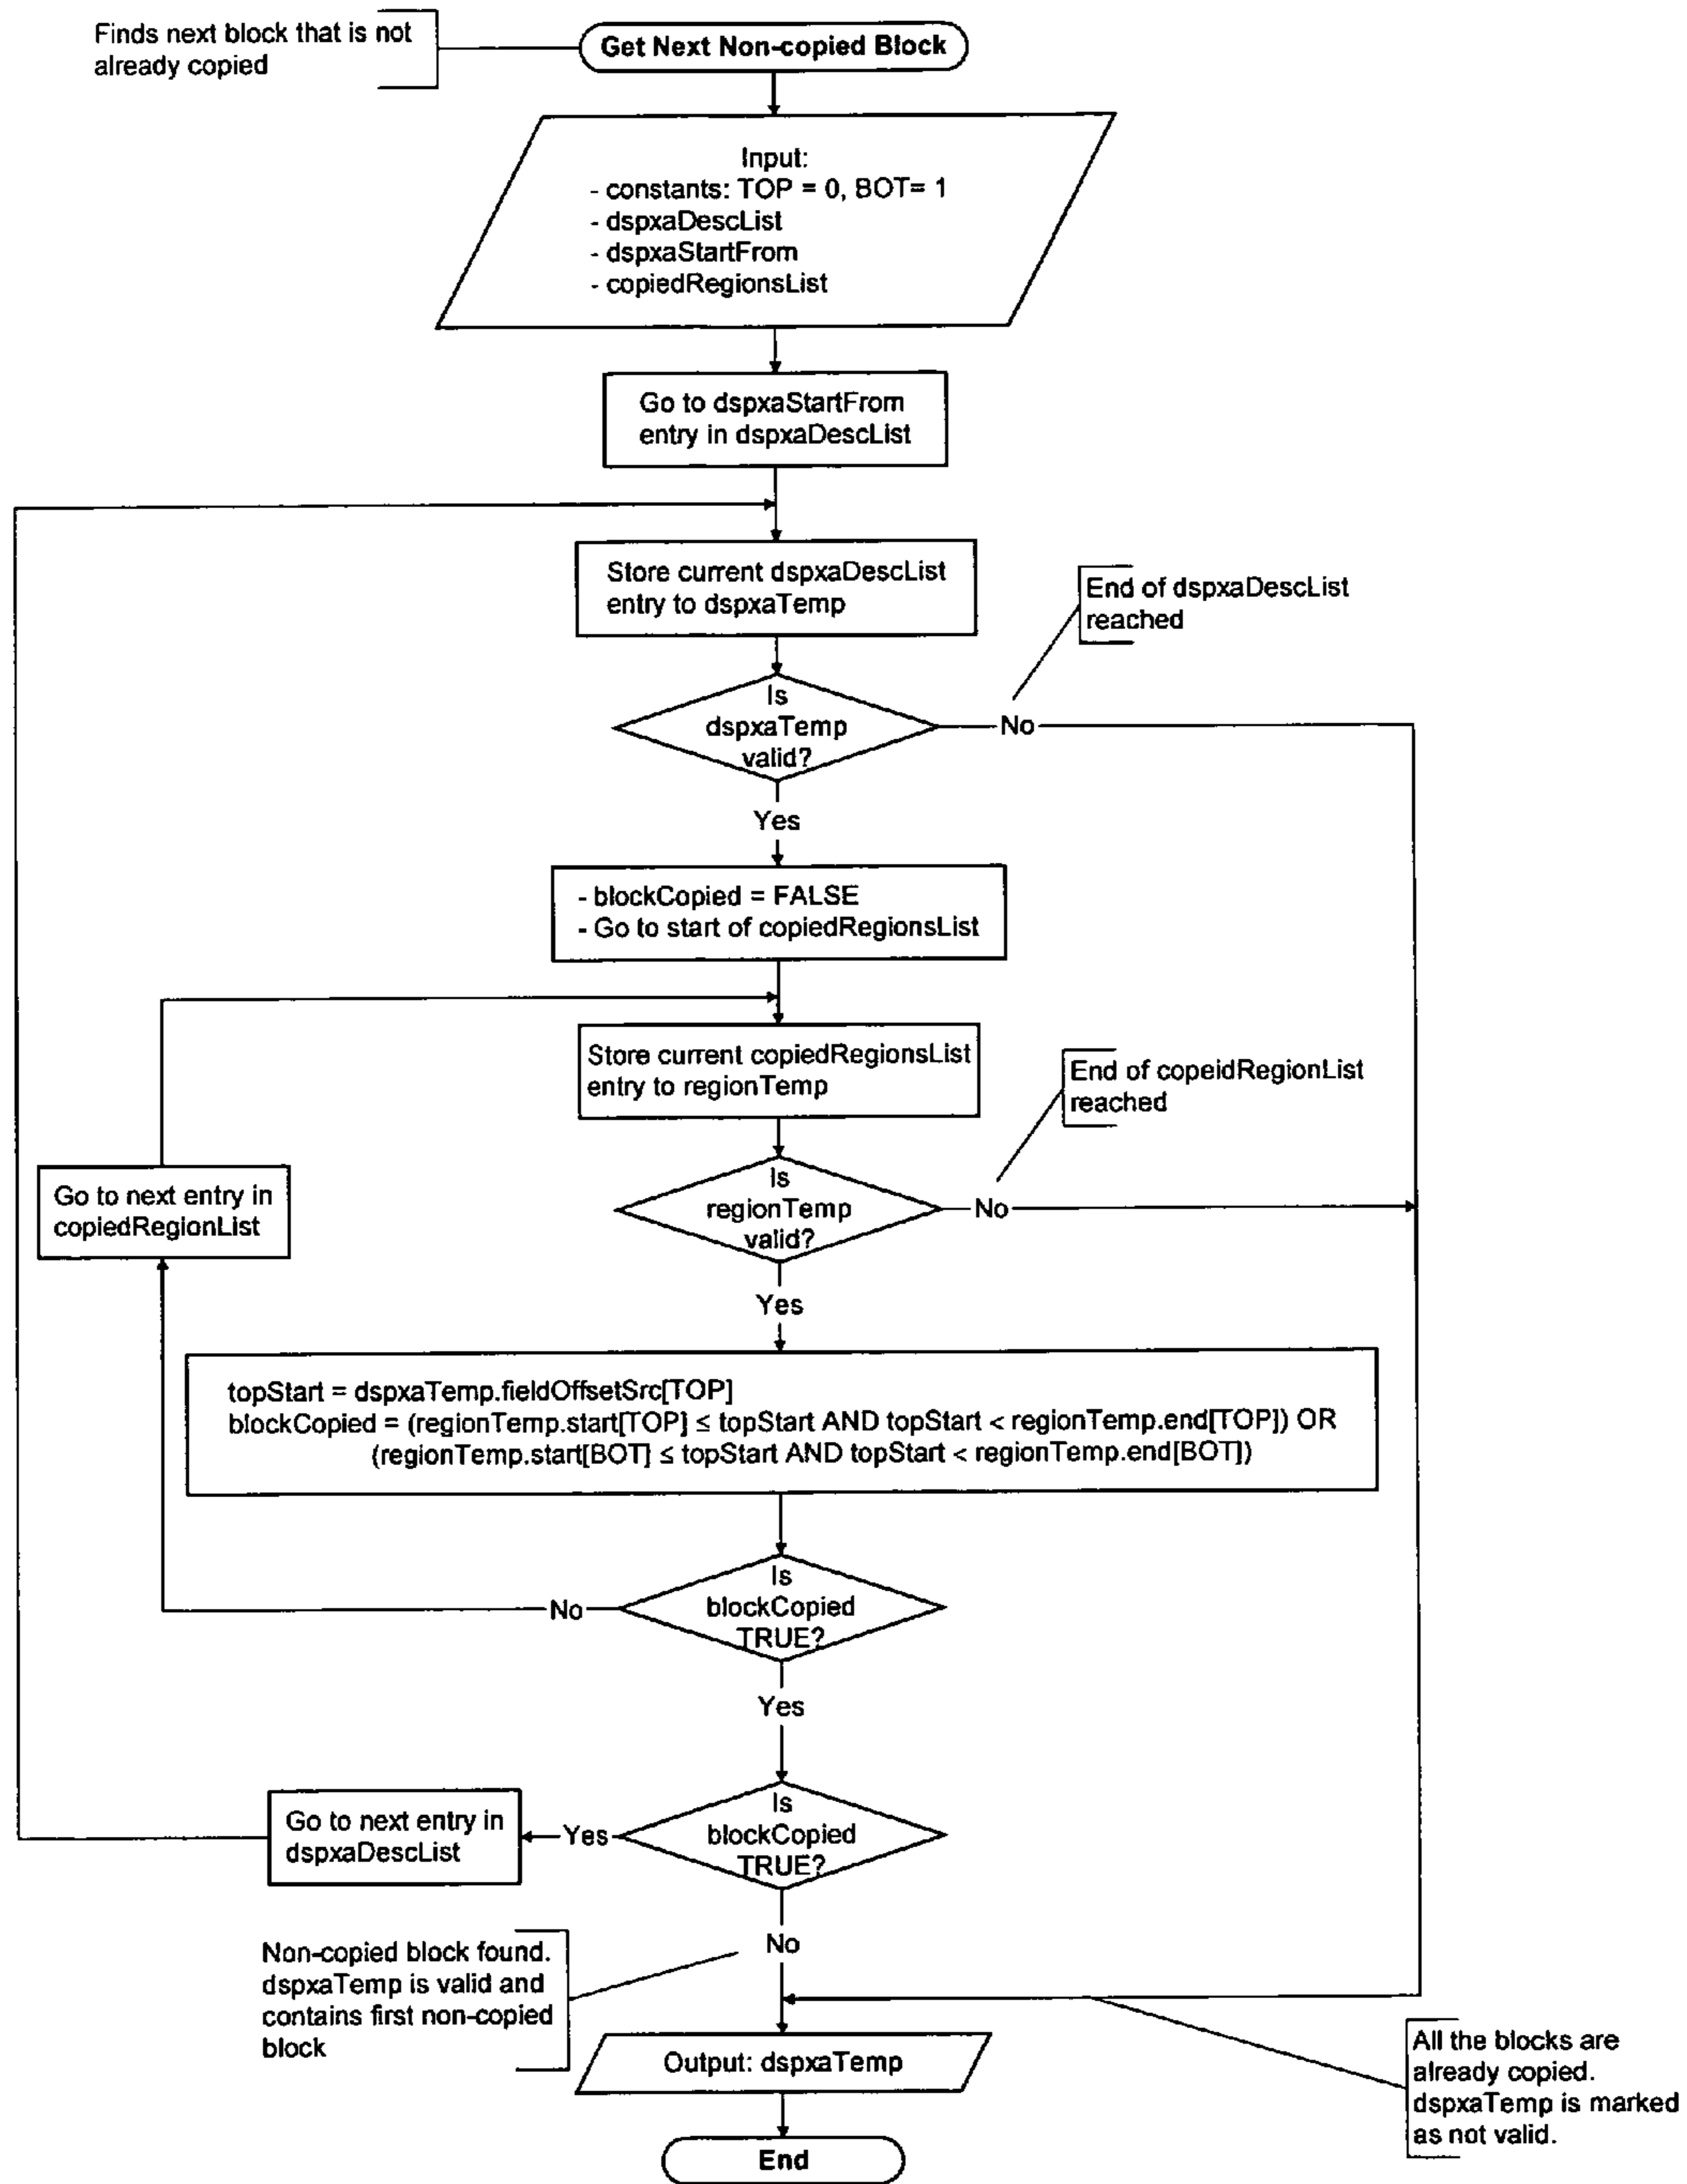 Finds next block that is not
already copied
Get Next Non-copied Block
Input:
- constants: TOP = 0, BOT= 1
- dspxaDescList
- dspxaStartFrom
- copiedRegionsList
Go to dspxaStartFrom
entry in dspxaDescList
Store current dspxaDescList
entry to dspxaTemp
End of dspxaDescList
reached
Is
dspxaTemp
valid?
No
Yes
- blockCopied = FALSE
- Go to start of copiedRegionsList
Store current copiedRegionsList
entry to regionTemp
End of copeidRegionList
reached
Go to next entry in
copiedRegionList
Is
regionTemp
valid?
No
Yes
topStart = dspxaTemp.fieldOffsetSrc[TOP]
blockCopied = (regionTemp.start[TOP] ≤ topStart AND topStart < regionTemp.end[TOP]) OR
(regionTemp.start[BOT] ≤ topStart AND topStart < regionTemp.end[BOT])
Is
blockCopied
TRUE?
No
Yes
Is
blockCopied
TRUE?
Yes
Go to next entry in
dspxaDescList
No
Non-copied block found.
dspxaTemp is valid and
contains first non-copied
block
Output: dspxaTemp
All the blocks are
already copied.
dspxaTemp is marked
as not valid.
End